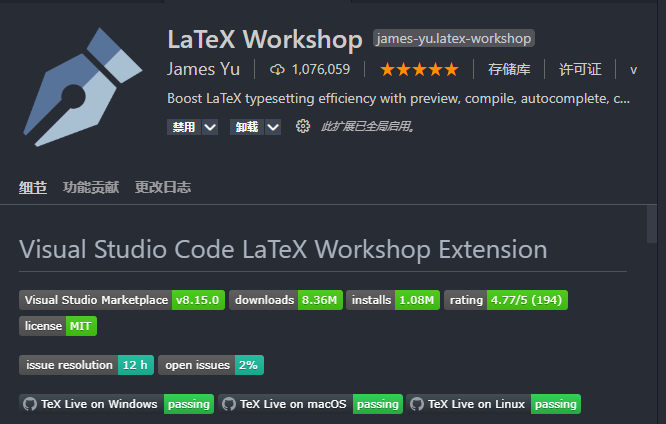 LaTeX Workshop james-yu.latex-workshop
James Yu 1,076,059 存储库 许可证 v
Boost LaTeX typesetting efficiency with preview, compile, autocomplete, c...
禁用 卸载 此扩展已全局启用。
细节 功能贡献 更改日志
Visual Studio Code LaTeX Workshop Extension
Visual Studio Marketplace v8.15.0 downloads 8.36M installs 1.08M rating 4.77/5 (194)
license MIT
issue resolution 12 h open issues 2%
TeX Live on Windows passing TeX Live on macOS passing TeX Live on Linux passing